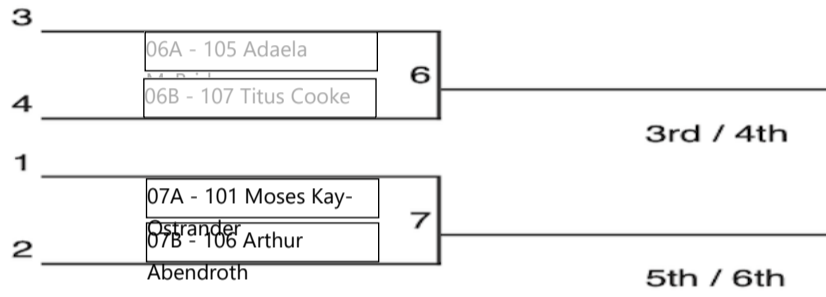 3
06A - 105 Adaela
6
06B - 107 Titus Cooke
4
3rd / 4th
1
07A - 101 Moses Kay-
Ostrander
7
07B - 106 Arthur
2
Abendroth
5th / 6th